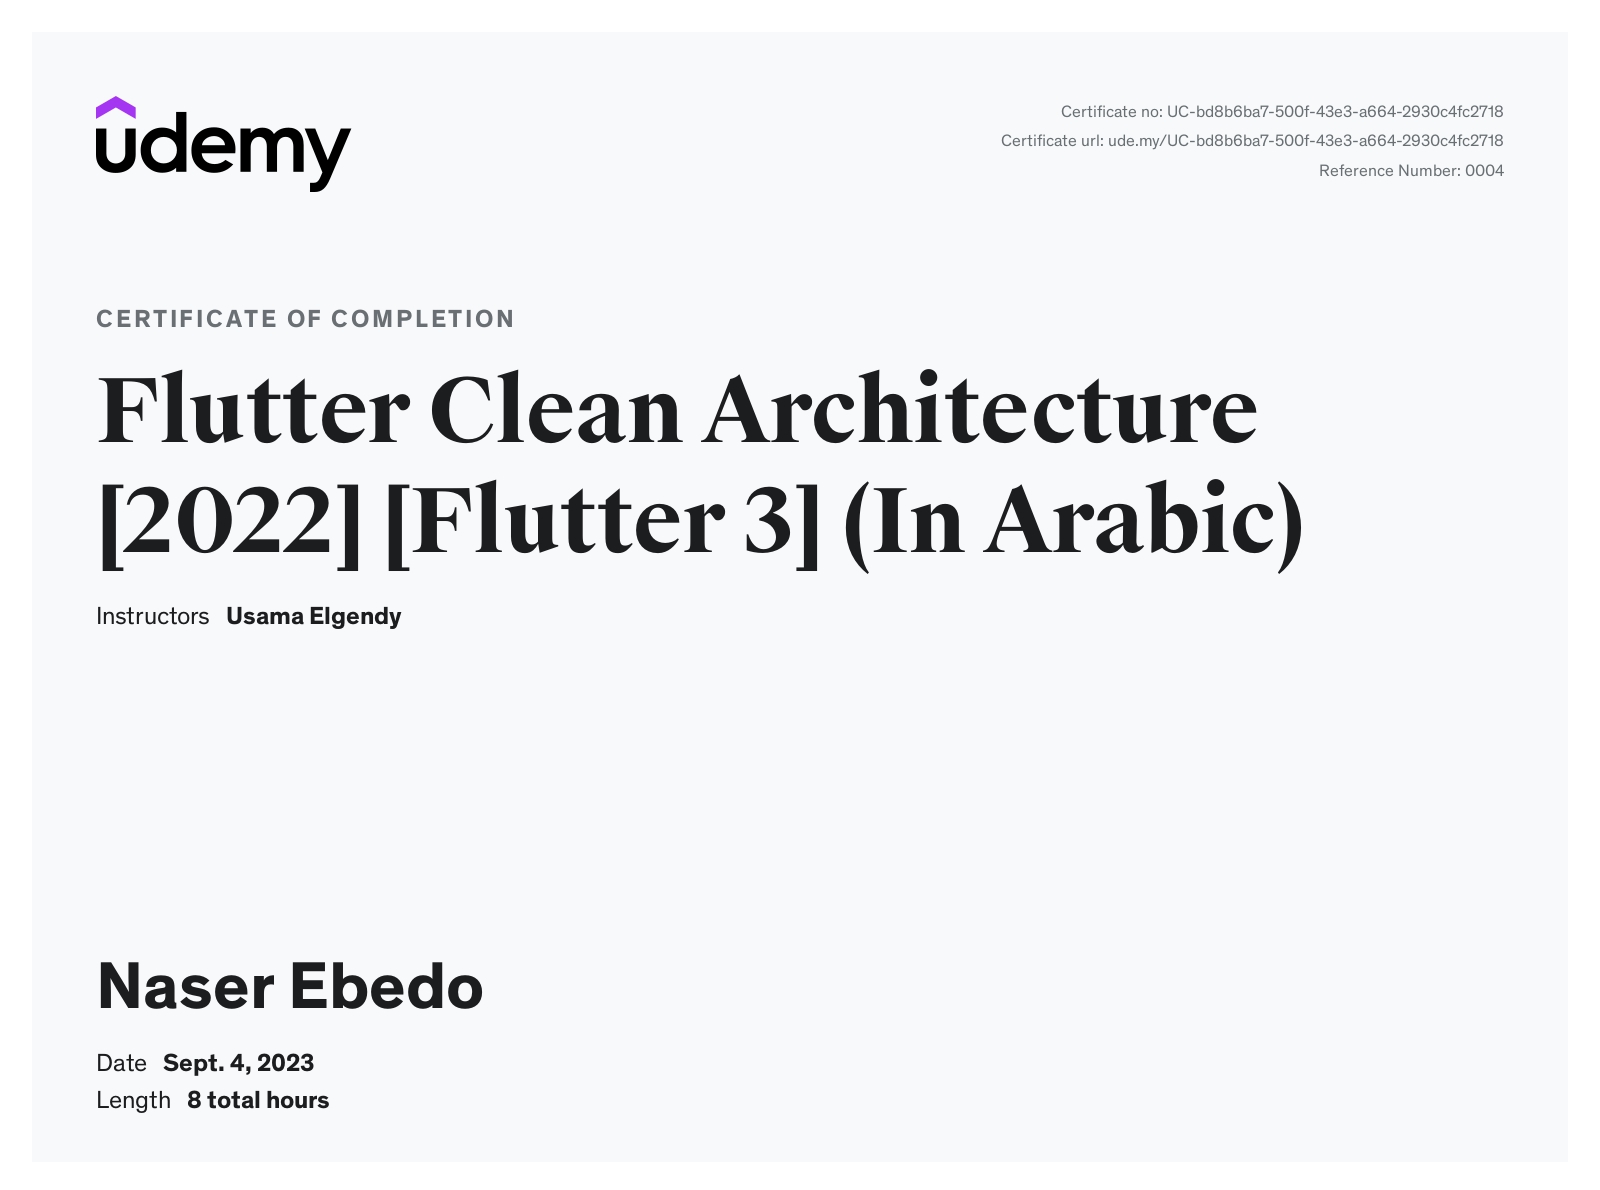 udemy
Certificate no: UC-bd8b6ba7-500f-43e3-a664-2930c4fc2718
Certificate url: ude.my/UC-bd8b6ba7-500f-43e3-a664-2930c4fc2718
Reference Number: 0004
CERTIFICATE OF COMPLETION
Flutter Clean Architecture
[2022] [Flutter 3] (In Arabic)
Instructors Usama Elgendy
Naser Ebedo
Date Sept. 4, 2023
Length 8 total hours